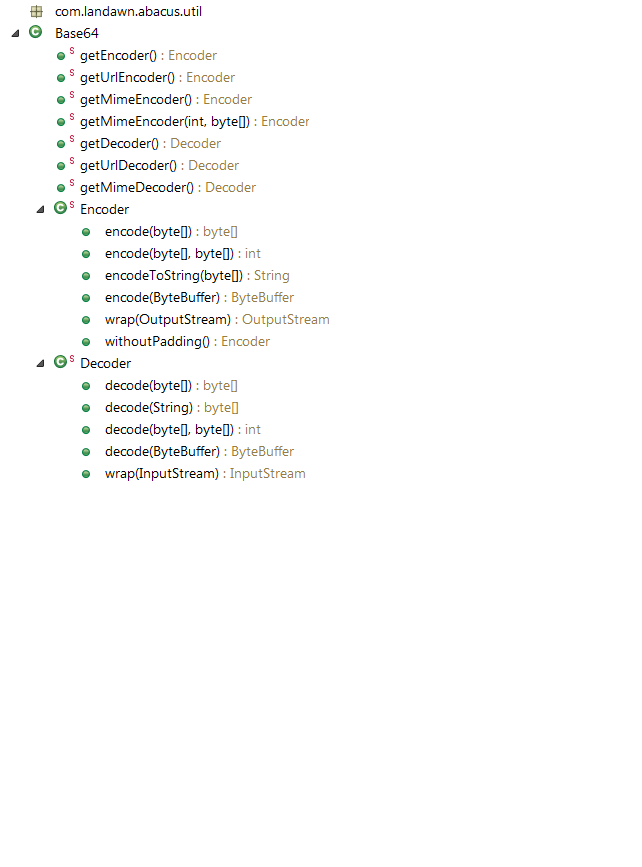 com.landawn.abacus.util
C Base64
S getEncoder() : Encoder
S getUrlEncoder() : Encoder
S getMimeEncoder() : Encoder
S getMimeEncoder(int, byte[]) : Encoder
S getDecoder() : Decoder
S getUrlDecoder() : Decoder
S getMimeDecoder() : Decoder
C S Encoder
encode(byte[]) : byte[]
encode(byte[], byte[]) : int
encodeToString(byte[]) : String
encode(ByteBuffer) : ByteBuffer
wrap(OutputStream) : OutputStream
withoutPadding() : Encoder
C S Decoder
decode(byte[]) : byte[]
decode(String) : byte[]
decode(byte[], byte[]) : int
decode(ByteBuffer) : ByteBuffer
wrap(InputStream) : InputStream